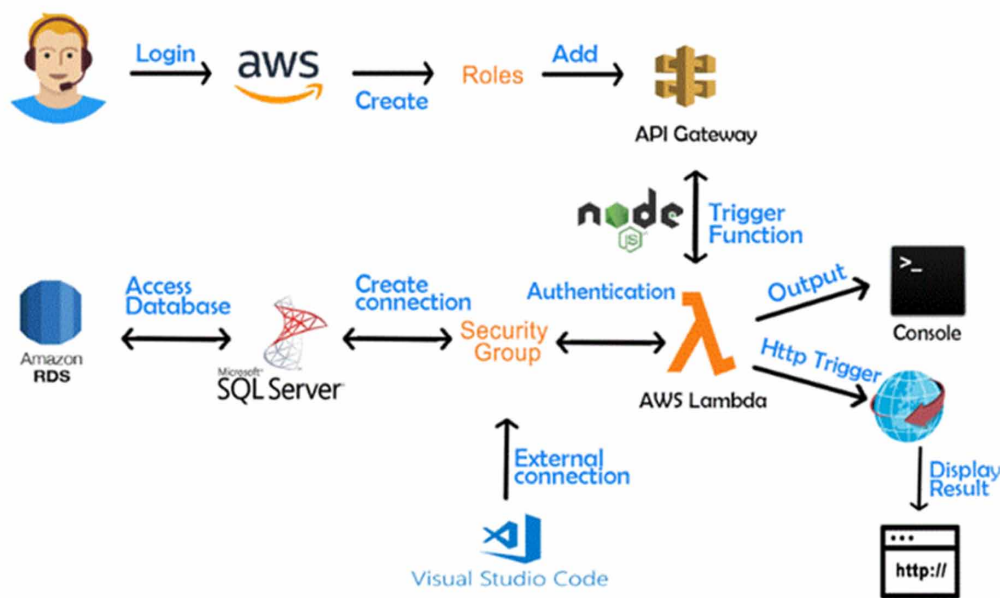 Login
aws
Create
Roles
Add
API Gateway
node
JS
Trigger
Function
Access
Database
Create
connection
Authentication
Output
>_
Console
Amazon
RDS
Microsoft®
SQL Server
Security
Group
AWS Lambda
Http Trigger
External
connection
Display
Result
Visual Studio Code
http://